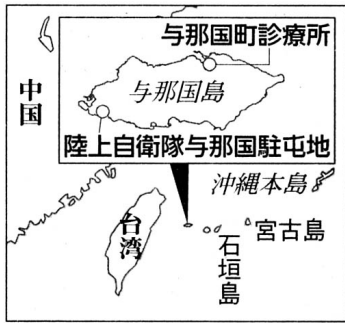 与那国町診療所
与那国島
陸上自衛隊与那国駐屯地
中国
沖縄本島
台湾
宮古島
石垣島